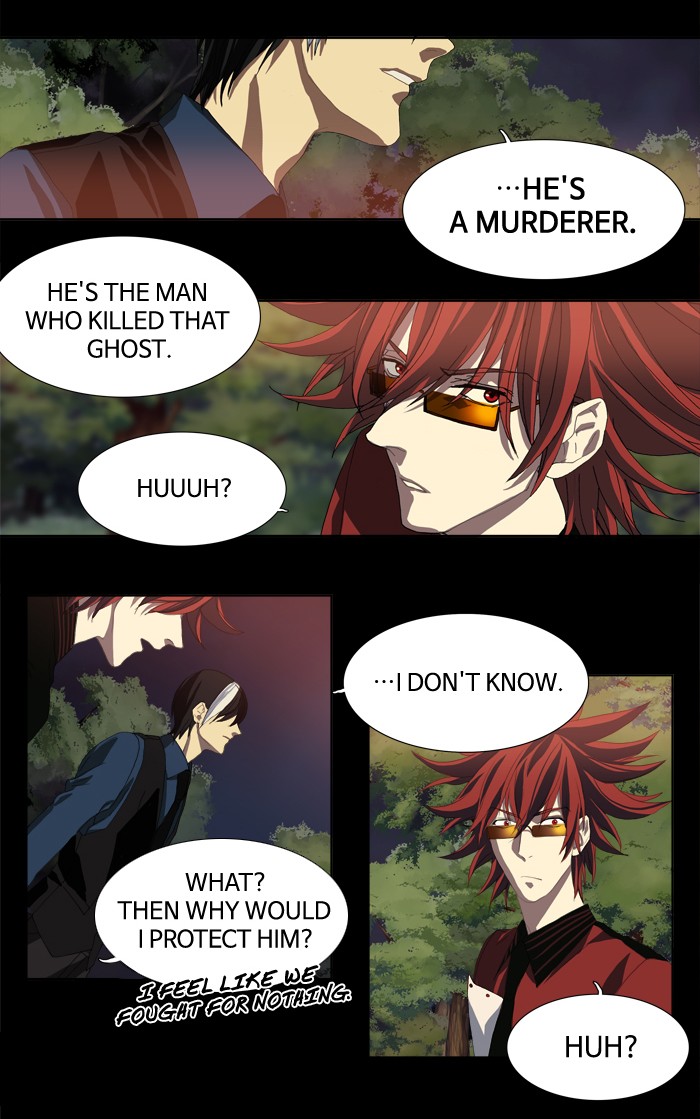 …HE'S
A MURDERER.
HE'S THE MAN
WHO KILLED THAT
GHOST.
HUUUH?
…I DON'T KNOW.
WHAT?
THEN WHY WOULD
I PROTECT HIM?
I FEEL LIKE WE
FOUGHT FOR NOTHING.
HUH?